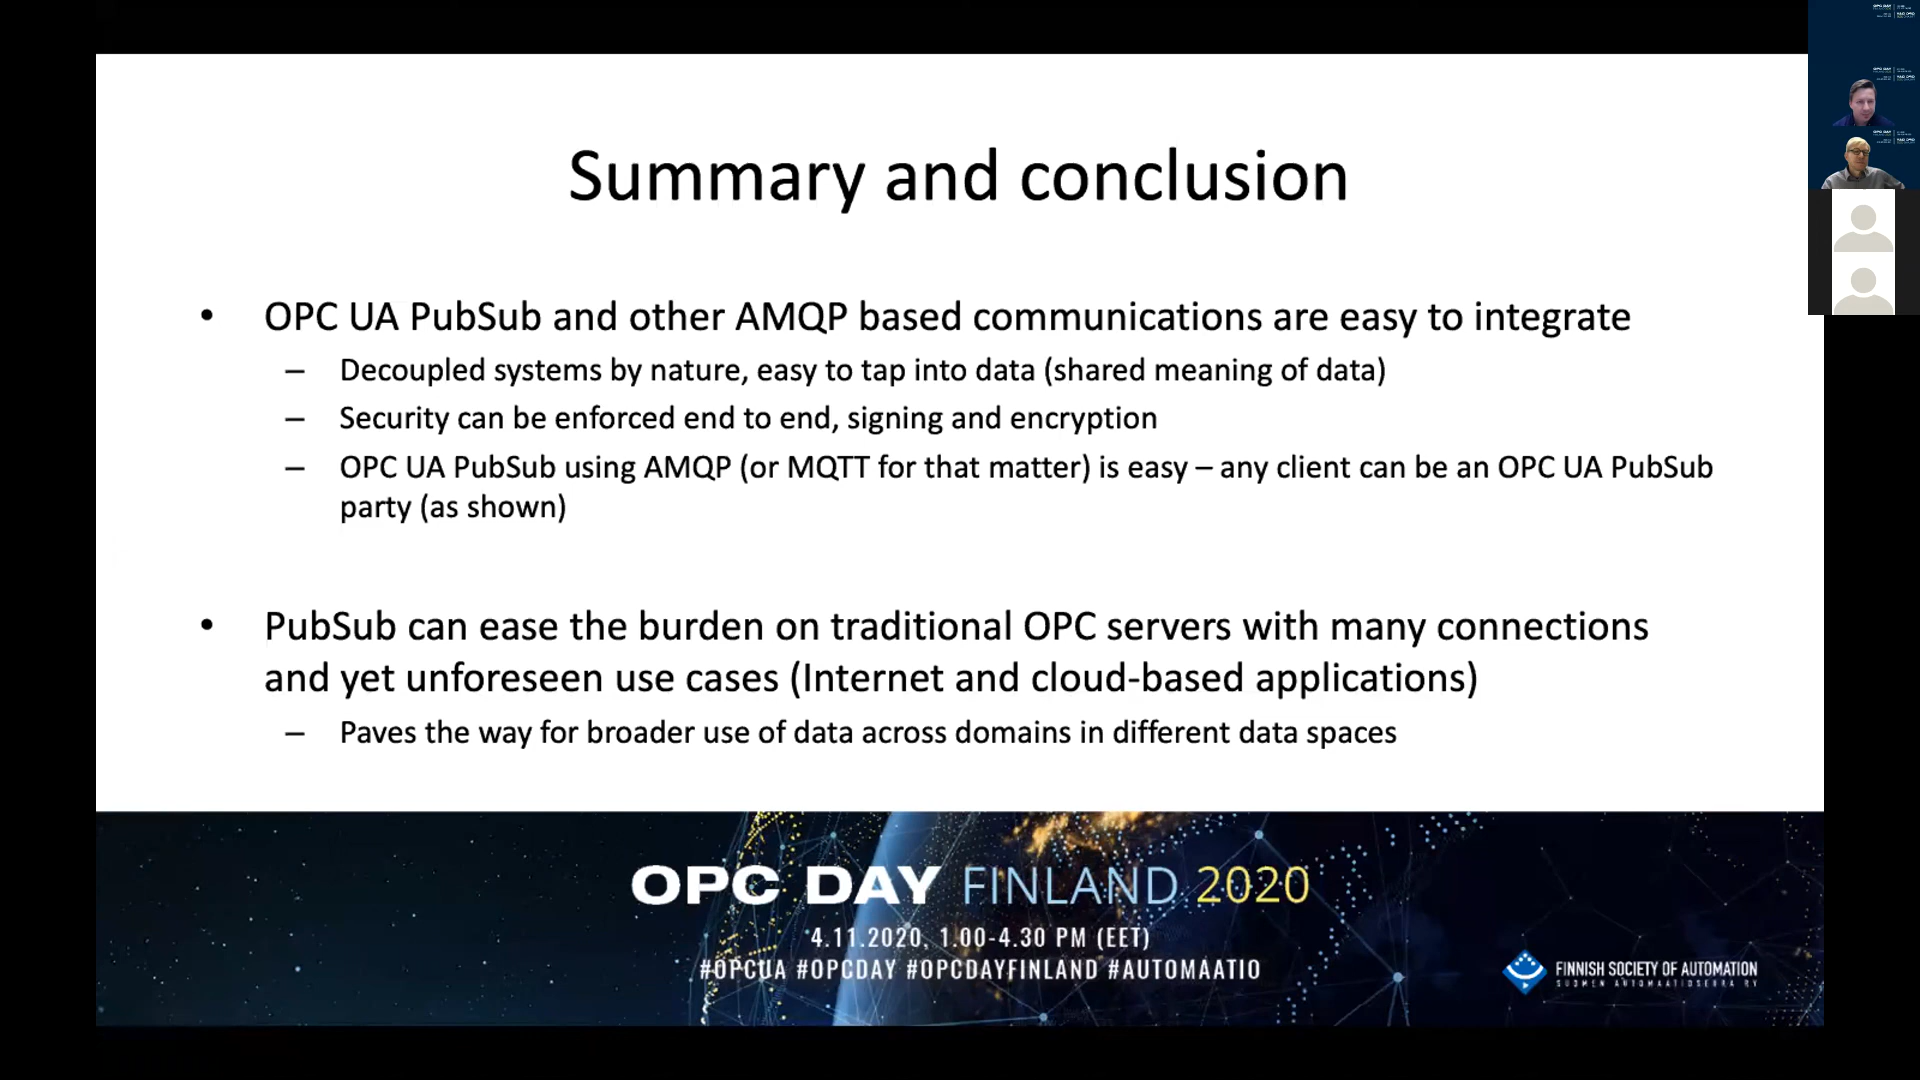 Summary and conclusion
• OPC UA PubSub and other AMQP based communications are easy to integrate
– Decoupled systems by nature, easy to tap into data (shared meaning of data)
– Security can be enforced end to end, signing and encryption
– OPC UA PubSub using AMQP (or MQTT for that matter) is easy – any client can be an OPC UA PubSub
party (as shown)
• PubSub can ease the burden on traditional OPC servers with many connections
and yet unforeseen use cases (Internet and cloud-based applications)
– Paves the way for broader use of data across domains in different data spaces
OPC DAY FINLAND 2020
4.11.2020, 1.00-4.30 PM (EET)
#OPCUA #OPCDAY #OPCDAYFINLAND #AUTOMAATIO
FINNISH SOCIETY OF AUTOMATION
SUOMEN AUTOMAATIOSEURA RY